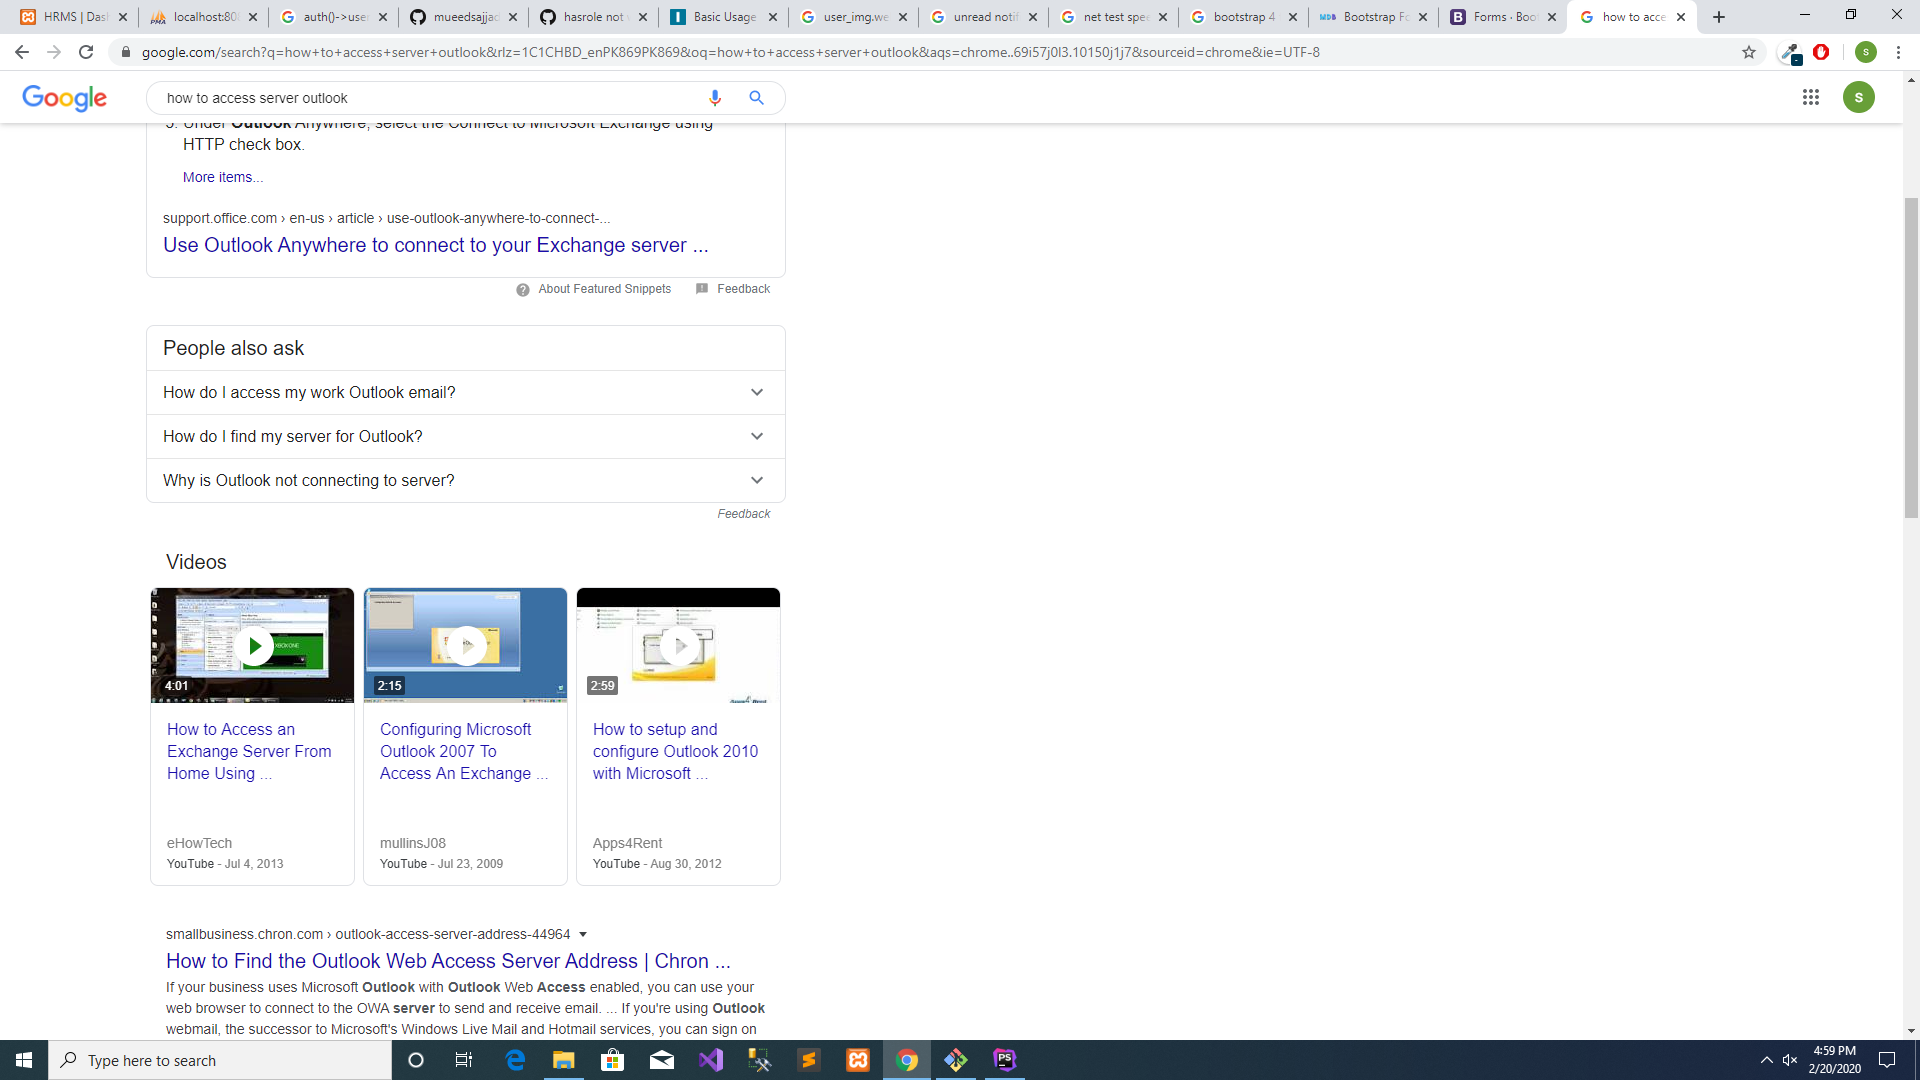 HRMS | Dash
localhost:808
auth()->user
mueedsajjad
hasrole not w
Basic Usage
user_img.we
unread notifi
net test spee
bootstrap 4
Bootstrap Fo
Forms · Boot
how to acce
google.com/search?q=how+to+access+server+outlook&rlz=1C1CHBD_enPK869PK869&oq=how+to+access+server+outlook&aqs=chrome..69i57j0l3.10150j1j7&sourceid=chrome&ie=UTF-8
s
Google
how to access server outlook
s
Under Outlook Anywhere, select the Connect to Microsoft Exchange using
HTTP check box.
More items...
support.office.com › en-us › article › use-outlook-anywhere-to-connect-...
Use Outlook Anywhere to connect to your Exchange server ...
About Featured Snippets
Feedback
People also ask
How do I access my work Outlook email?
How do I find my server for Outlook?
Why is Outlook not connecting to server?
Feedback
Videos
XBOX ONE
4:01
2:15
2:59
How to Access an
Exchange Server From
Home Using ...
eHowTech
YouTube - Jul 4, 2013
Configuring Microsoft
Outlook 2007 To
Access An Exchange ...
mullinsJ08
YouTube - Jul 23, 2009
How to setup and
configure Outlook 2010
with Microsoft ...
Apps4Rent
YouTube - Aug 30, 2012
smallbusiness.chron.com › outlook-access-server-address-44964
How to Find the Outlook Web Access Server Address | Chron ...
If your business uses Microsoft Outlook with Outlook Web Access enabled, you can use your
web browser to connect to the OWA server to send and receive email. ... If you're using Outlook
webmail, the successor to Microsoft's Windows Live Mail and Hotmail services, you can sign on
Type here to search
PS
4:59 PM
2/20/2020